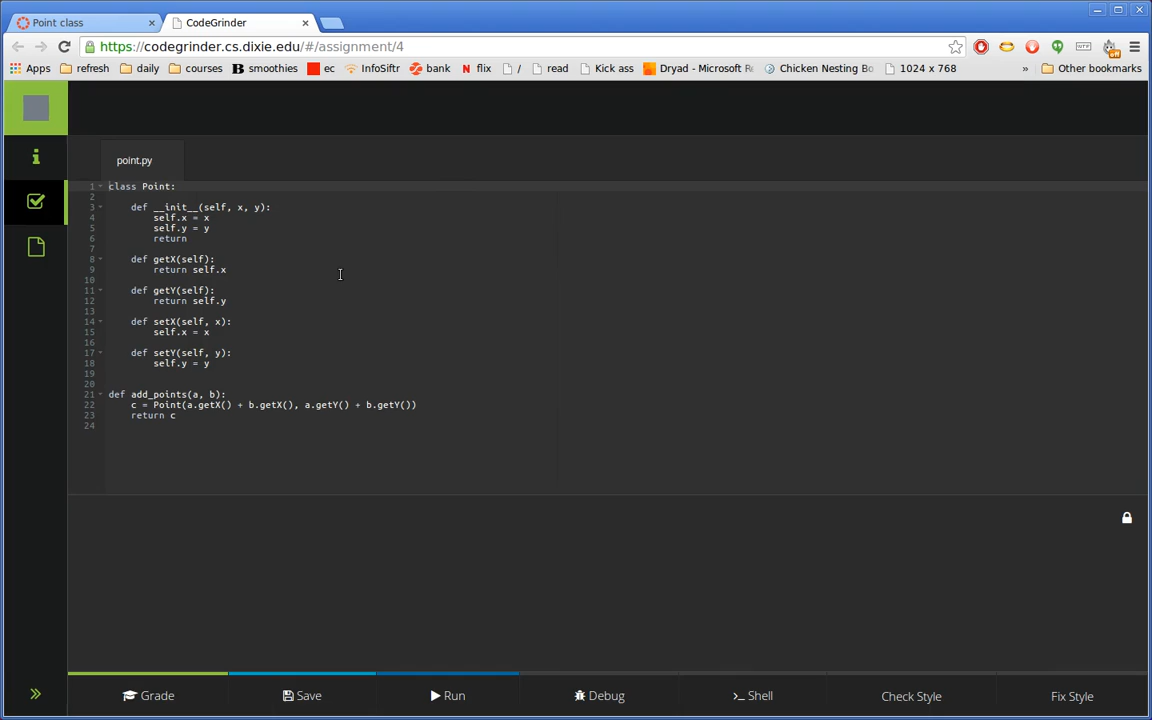 Point class
CodeGrinder
https://codegrinder.cs.dixie.edu/#/assignment/4
Apps refresh daily courses smoothies ec InfoSiftr bank flix / read Kick ass Dryad - Microsoft Re Chicken Nesting Bo 1024 x 768 » Other bookmarks
point.py
1 class Point:
2
3 def __init__(self, x, y):
4 self.x = x
5 self.y = y
6 return
7
8 def getX(self):
9 return self.x
10
11 def getY(self):
12 return self.y
13
14 def setX(self, x):
15 self.x = x
16
17 def setY(self, y):
18 self.y = y
19
20
21 def add_points(a, b):
22 c = Point(a.getX() + b.getX(), a.getY() + b.getY())
23 return c
24
Grade Save Run Debug Shell Check Style Fix Style